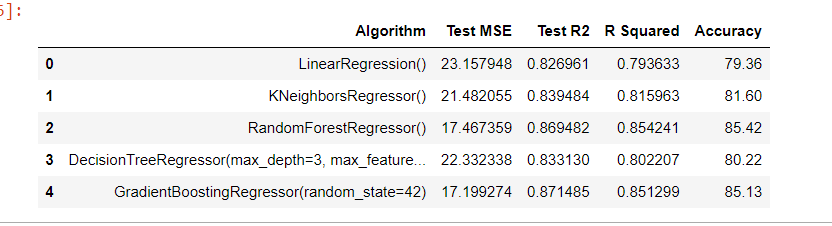 5]:
Algorithm Test MSE Test R2 R Squared Accuracy
0 LinearRegression() 23.157948 0.826961 0.793633 79.36
1 KNeighborsRegressor() 21.482055 0.839484 0.815963 81.60
2 RandomForestRegressor() 17.467359 0.869482 0.854241 85.42
3 DecisionTreeRegressor(max_depth=3, max_feature... 22.332338 0.833130 0.802207 80.22
4 GradientBoostingRegressor(random_state=42) 17.199274 0.871485 0.851299 85.13